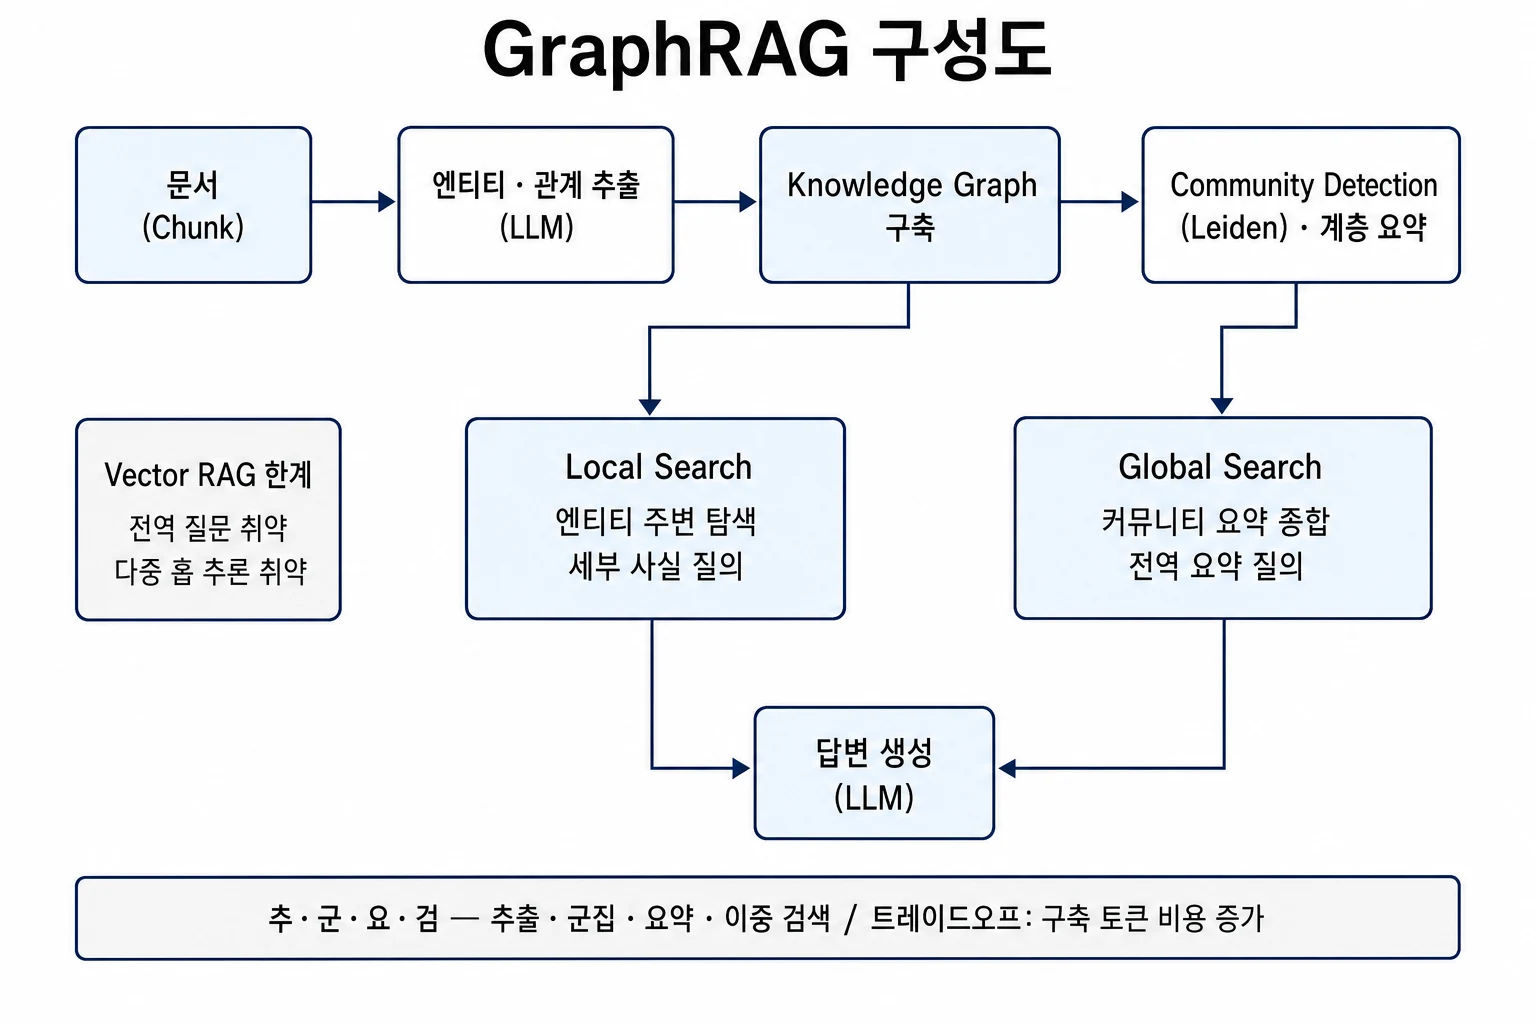 GraphRAG 구성도
문서
(Chunk)
엔티티 · 관계 추출
(LLM)
Knowledge Graph
구축
Community Detection
(Leiden) · 계층 요약
Vector RAG 한계
전역 질문 취약
다중 홉 추론 취약
Local Search
엔티티 주변 탐색
세부 사실 질의
Global Search
커뮤니티 요약 종합
전역 요약 질의
답변 생성
(LLM)
추 · 군 · 요 · 검 — 추출 · 군집 · 요약 · 이중 검색 / 트레이드오프: 구축 토큰 비용 증가